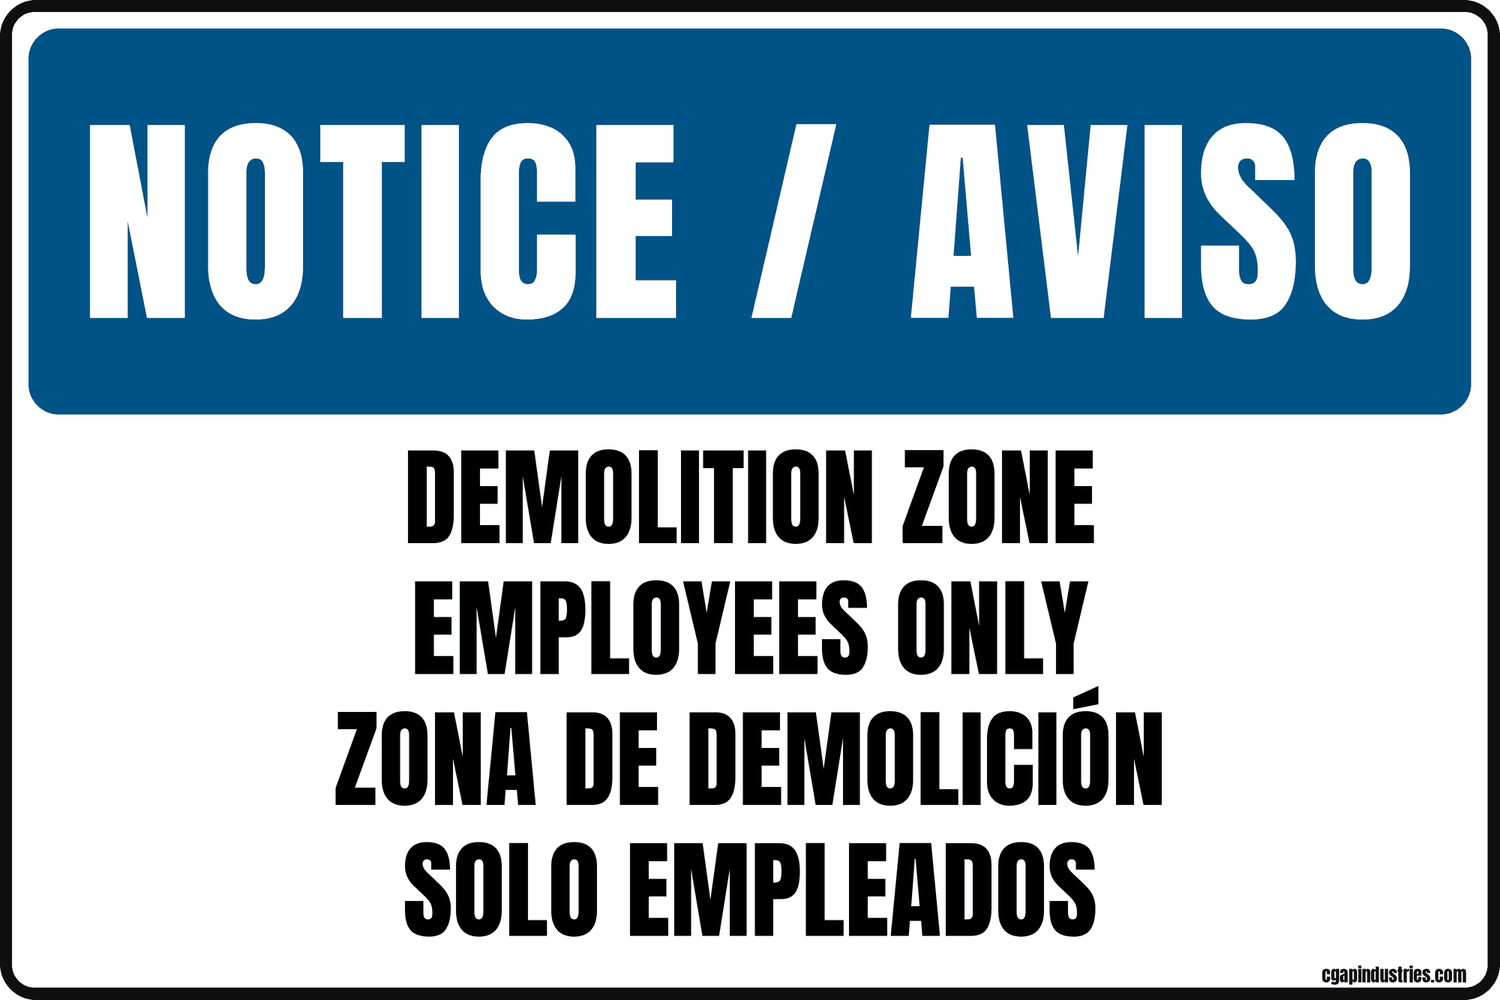 NOTICE / AVISO
DEMOLITION ZONE
EMPLOYEES ONLY
ZONA DE DEMOLICIÓN
SOLO EMPLEADOS
cgapindustries.com